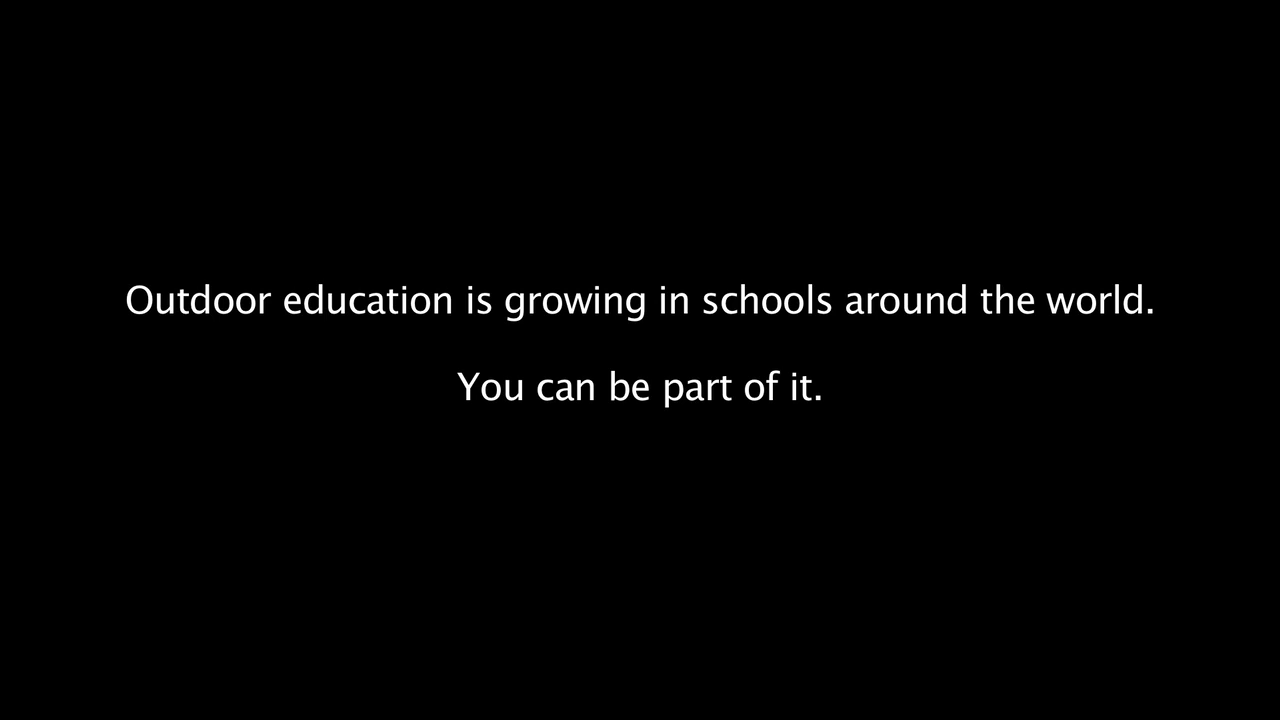 Outdoor education is growing in schools around the world.
You can be part of it.